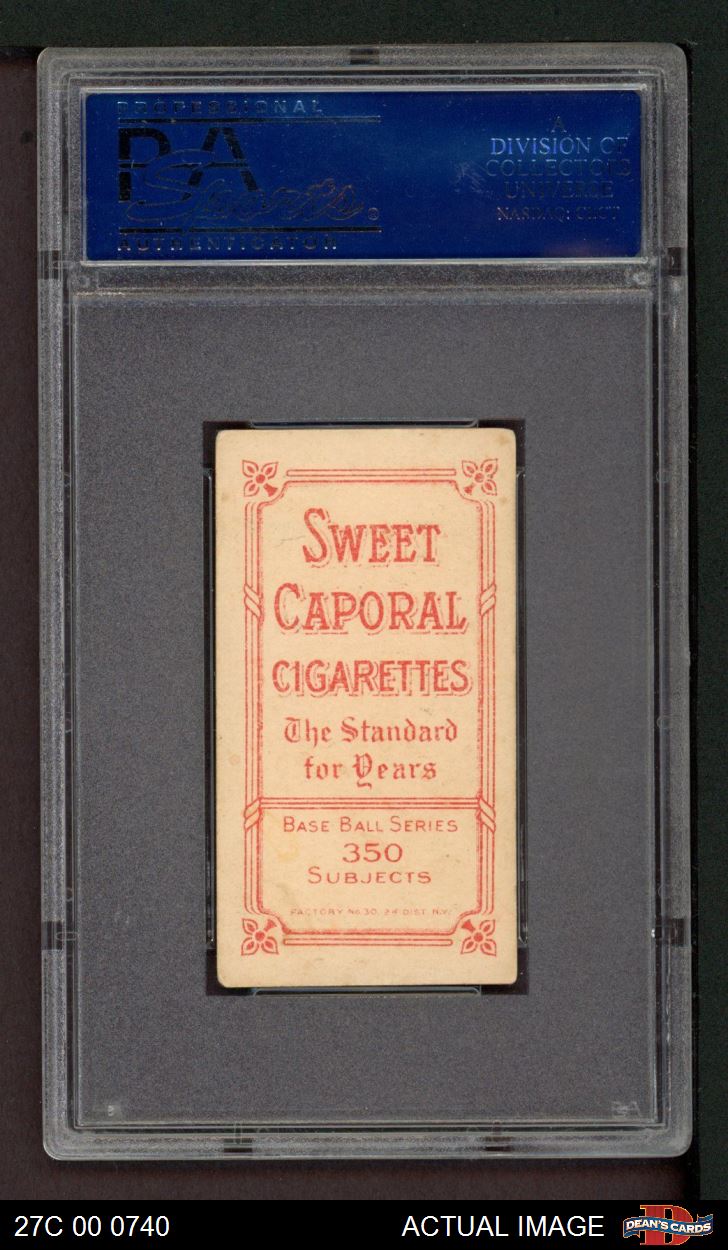 PROFESSIONAL
PSA
Sports
AUTHENTICATOR
A
DIVISION OF
COLLECTORS
UNIVERSE
NASDAQ: CLCT
SWEET
CAPORAL
CIGARETTES
The Standard
for Years
BASE BALL SERIES
350
SUBJECTS
FACTORY No. 30, 2d DIST. N.Y.
27C 00 0740
ACTUAL IMAGE
DEAN'S CARDS